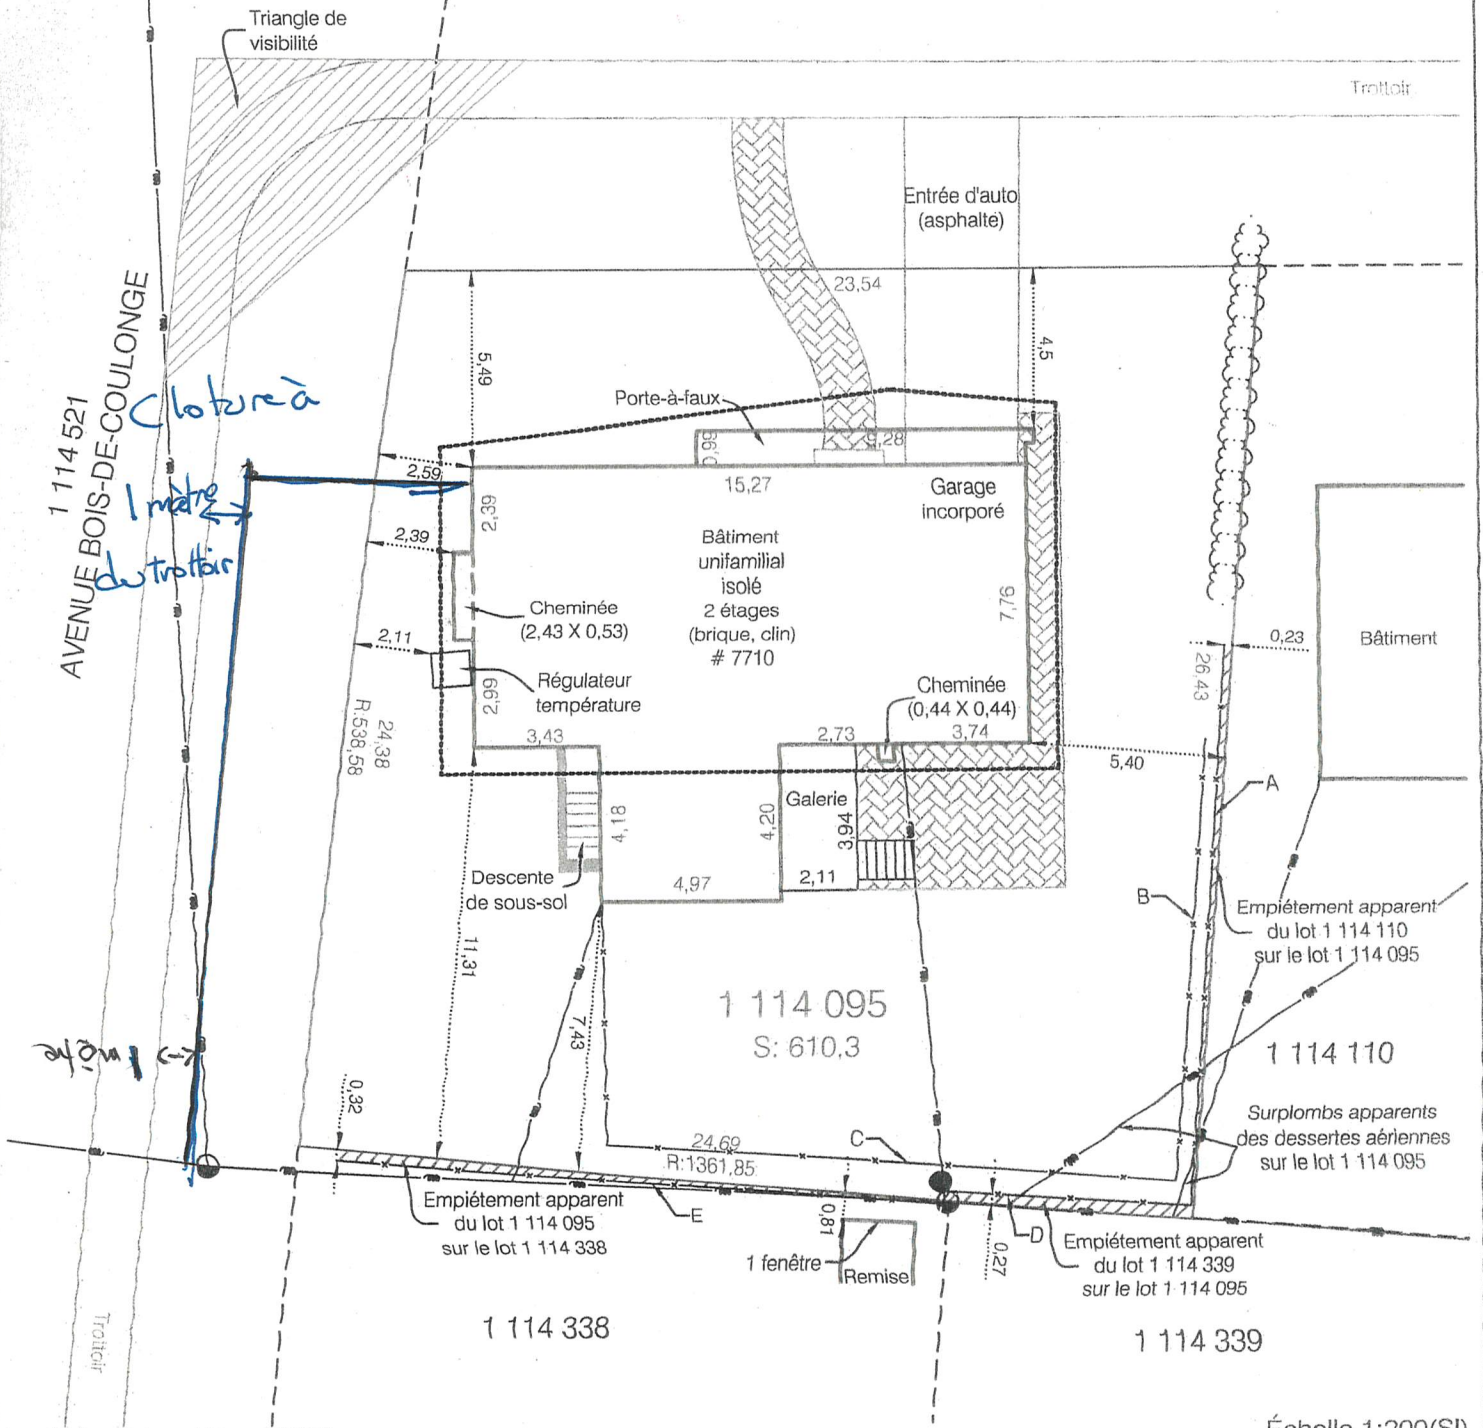 Triangle de
visibilité
Trottoir
Entrée d'auto
(asphalte)
23,54
5,49
4,5
1 114 521
AVENUE BOIS-DE-COULONGE
Cloture à
1 mètre
du trottoir
Porte-à-faux
0,66
9,28
2,59
15,27
Garage
incorporé
2,39
2,39
Bâtiment
unifamilial
isolé
2 étages
(brique, clin)
# 7710
7,76
Cheminée
(2,43 X 0,53)
2,11
0,23
Bâtiment
26,43
Régulateur
température
2,99
Cheminée
(0,44 X 0,44)
24,38
R:538,58
3,43
2,73
3,74
5,40
A
Galerie
4,18
4,20
3,94
2,11
Descente
de sous-sol
4,97
B
Empiétement apparent
du lot 1 114 110
sur le lot 1 114 095
11,31
7,43
1 114 095
S: 610,3
1 114 110
1 mètre
0,32
Surplombs apparents
des dessertes aériennes
sur le lot 1 114 095
24,69
R:1361,85
C
Empiétement apparent
du lot 1 114 095
sur le lot 1 114 338
E
0,81
1 fenêtre
Remise
0,27
D
Empiétement apparent
du lot 1 114 339
sur le lot 1 114 095
Trottoir
1 114 338
1 114 339
Échelle 1:200(SI)